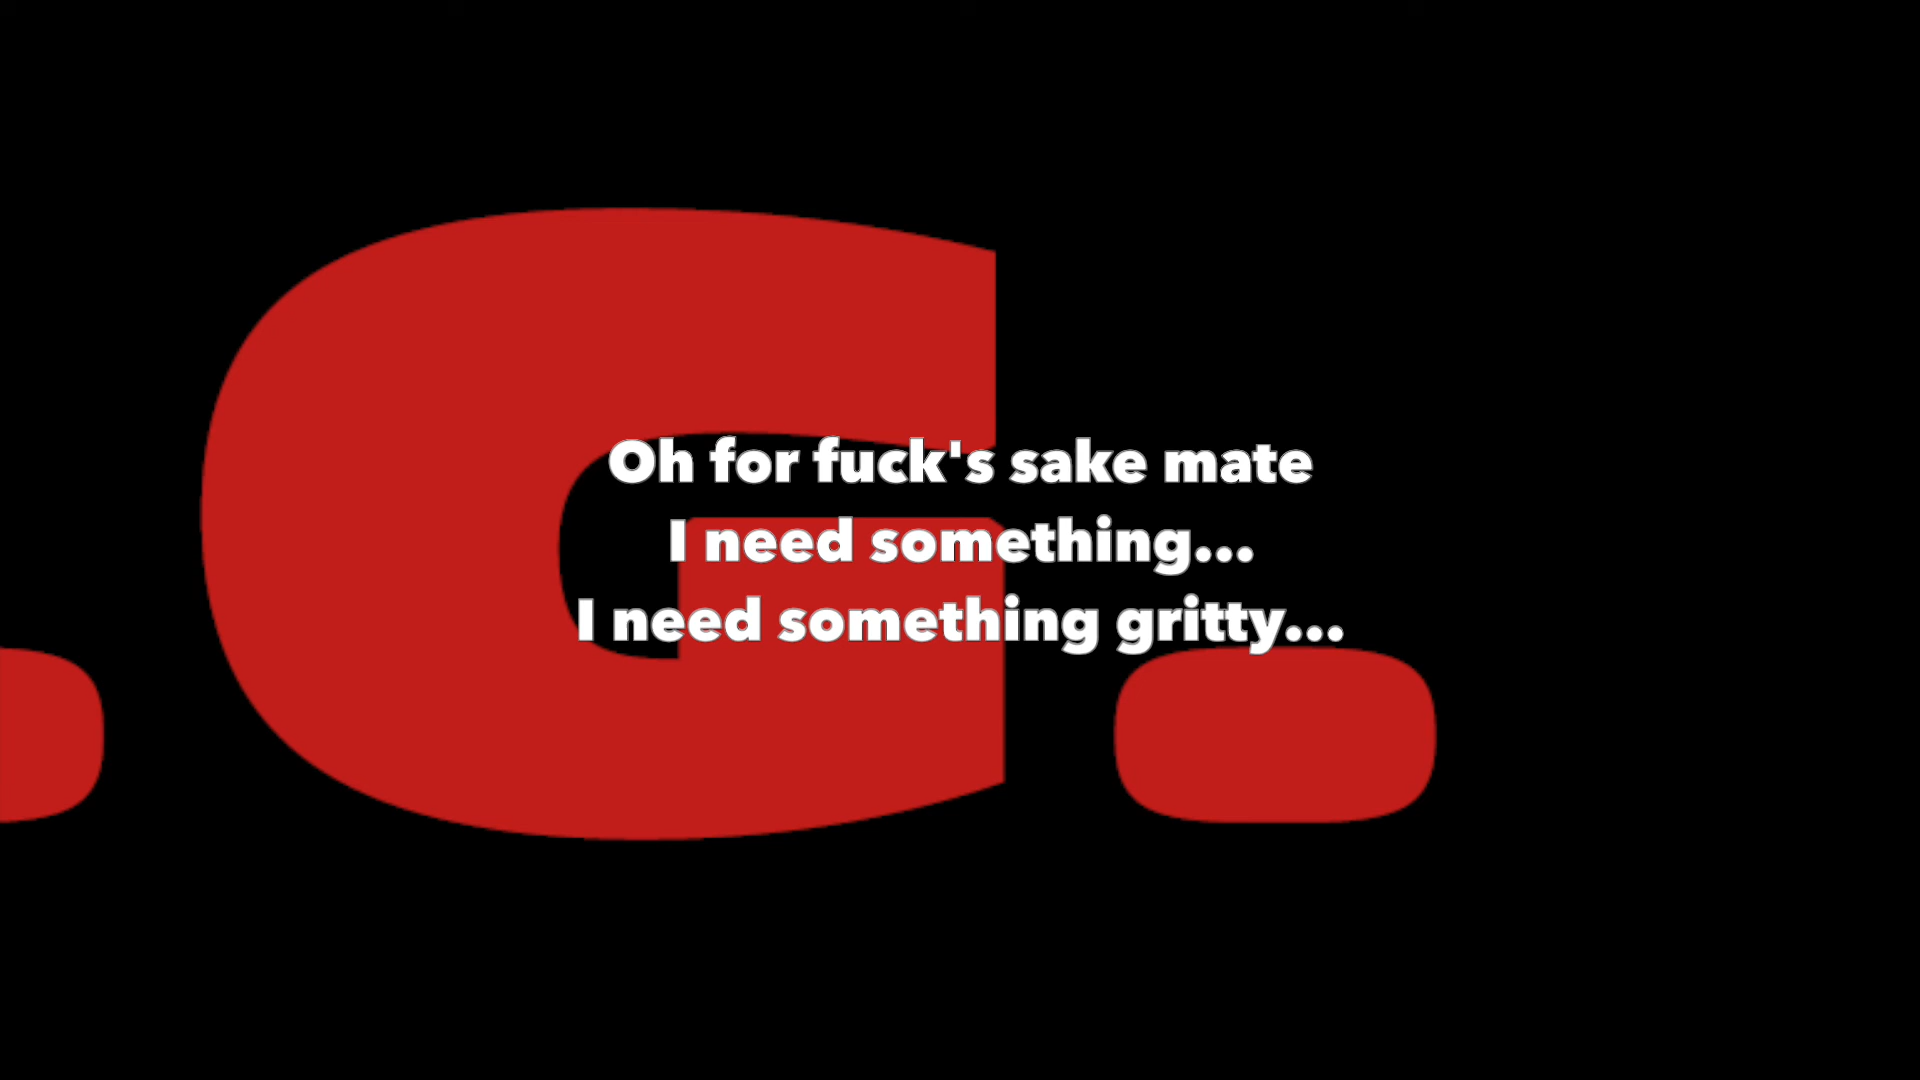 .G.
Oh for fuck's sake mate
I need something...
I need something gritty...